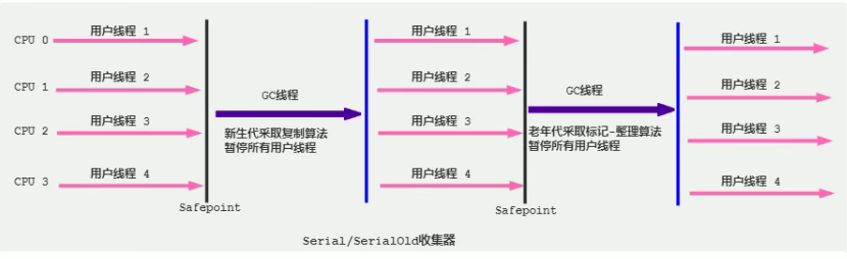 CPU 0
用户线程 1
用户线程 1
用户线程 1
CPU 1
用户线程 2
GC线程
用户线程 2
GC线程
用户线程 2
CPU 2
用户线程 3
新生代采取复制算法
暂停所有用户线程
用户线程 3
老年代采取标记-整理算法
暂停所有用户线程
用户线程 3
CPU 3
用户线程 4
用户线程 4
用户线程 4
Safepoint
Safepoint
Serial/SerialOld收集器